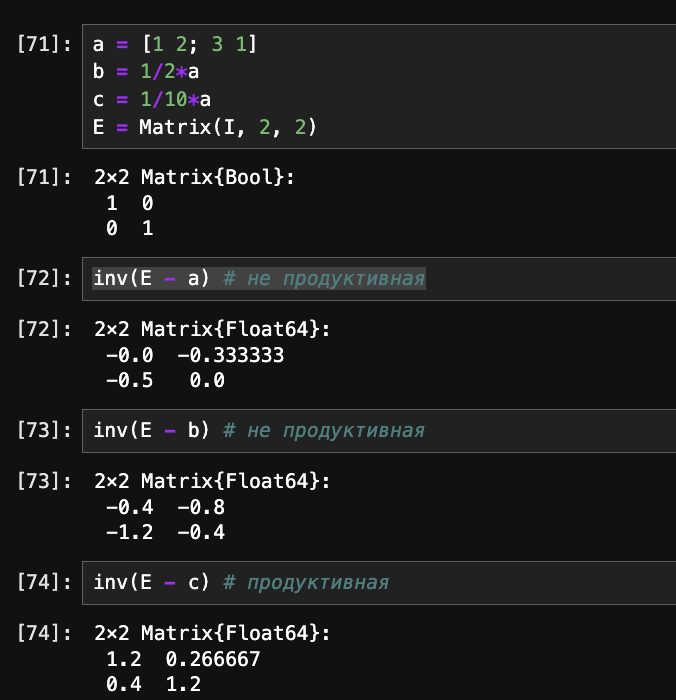 [71]: a = [1 2; 3 1]
b = 1/2*a
c = 1/10*a
E = Matrix(I, 2, 2)
[71]: 2×2 Matrix{Bool}:
1 0
0 1
[72]: inv(E - a) # не продуктивная
[72]: 2×2 Matrix{Float64}:
-0.0 -0.333333
-0.5 0.0
[73]: inv(E - b) # не продуктивная
[73]: 2×2 Matrix{Float64}:
-0.4 -0.8
-1.2 -0.4
[74]: inv(E - c) # продуктивная
[74]: 2×2 Matrix{Float64}:
1.2 0.266667
0.4 1.2